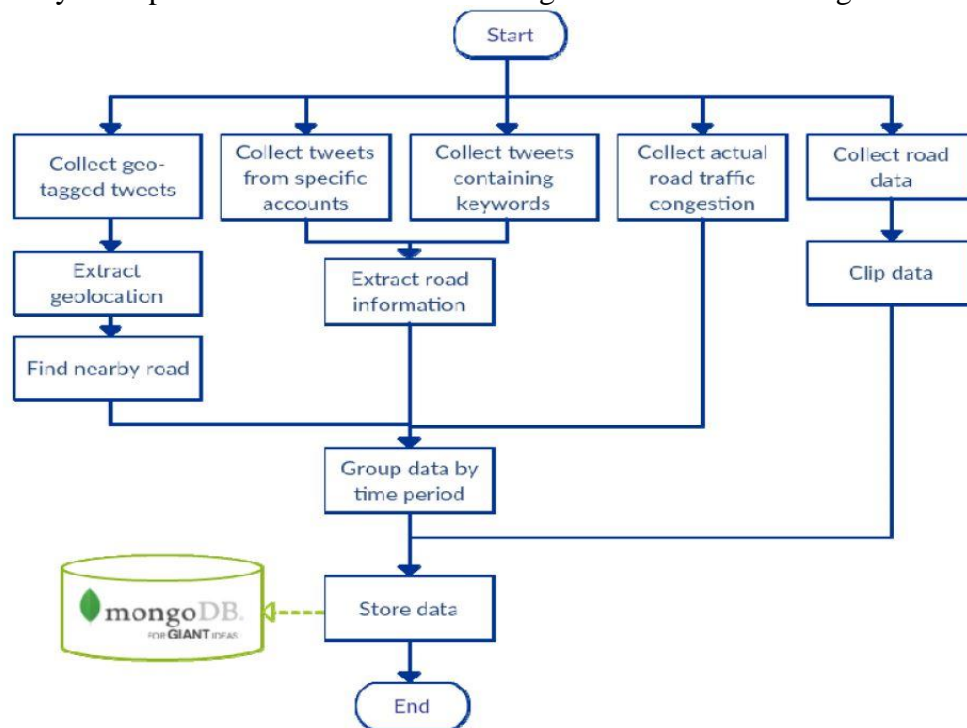 Start
Collect geo-
tagged tweets
Collect tweets
from specific
accounts
Collect tweets
containing
keywords
Collect actual
road traffic
congestion
Collect road
data
Extract
geolocation
Extract road
information
Clip data
Find nearby road
Group data by
time period
mongoDB.
FOR GIANT IDEAS
Store data
End